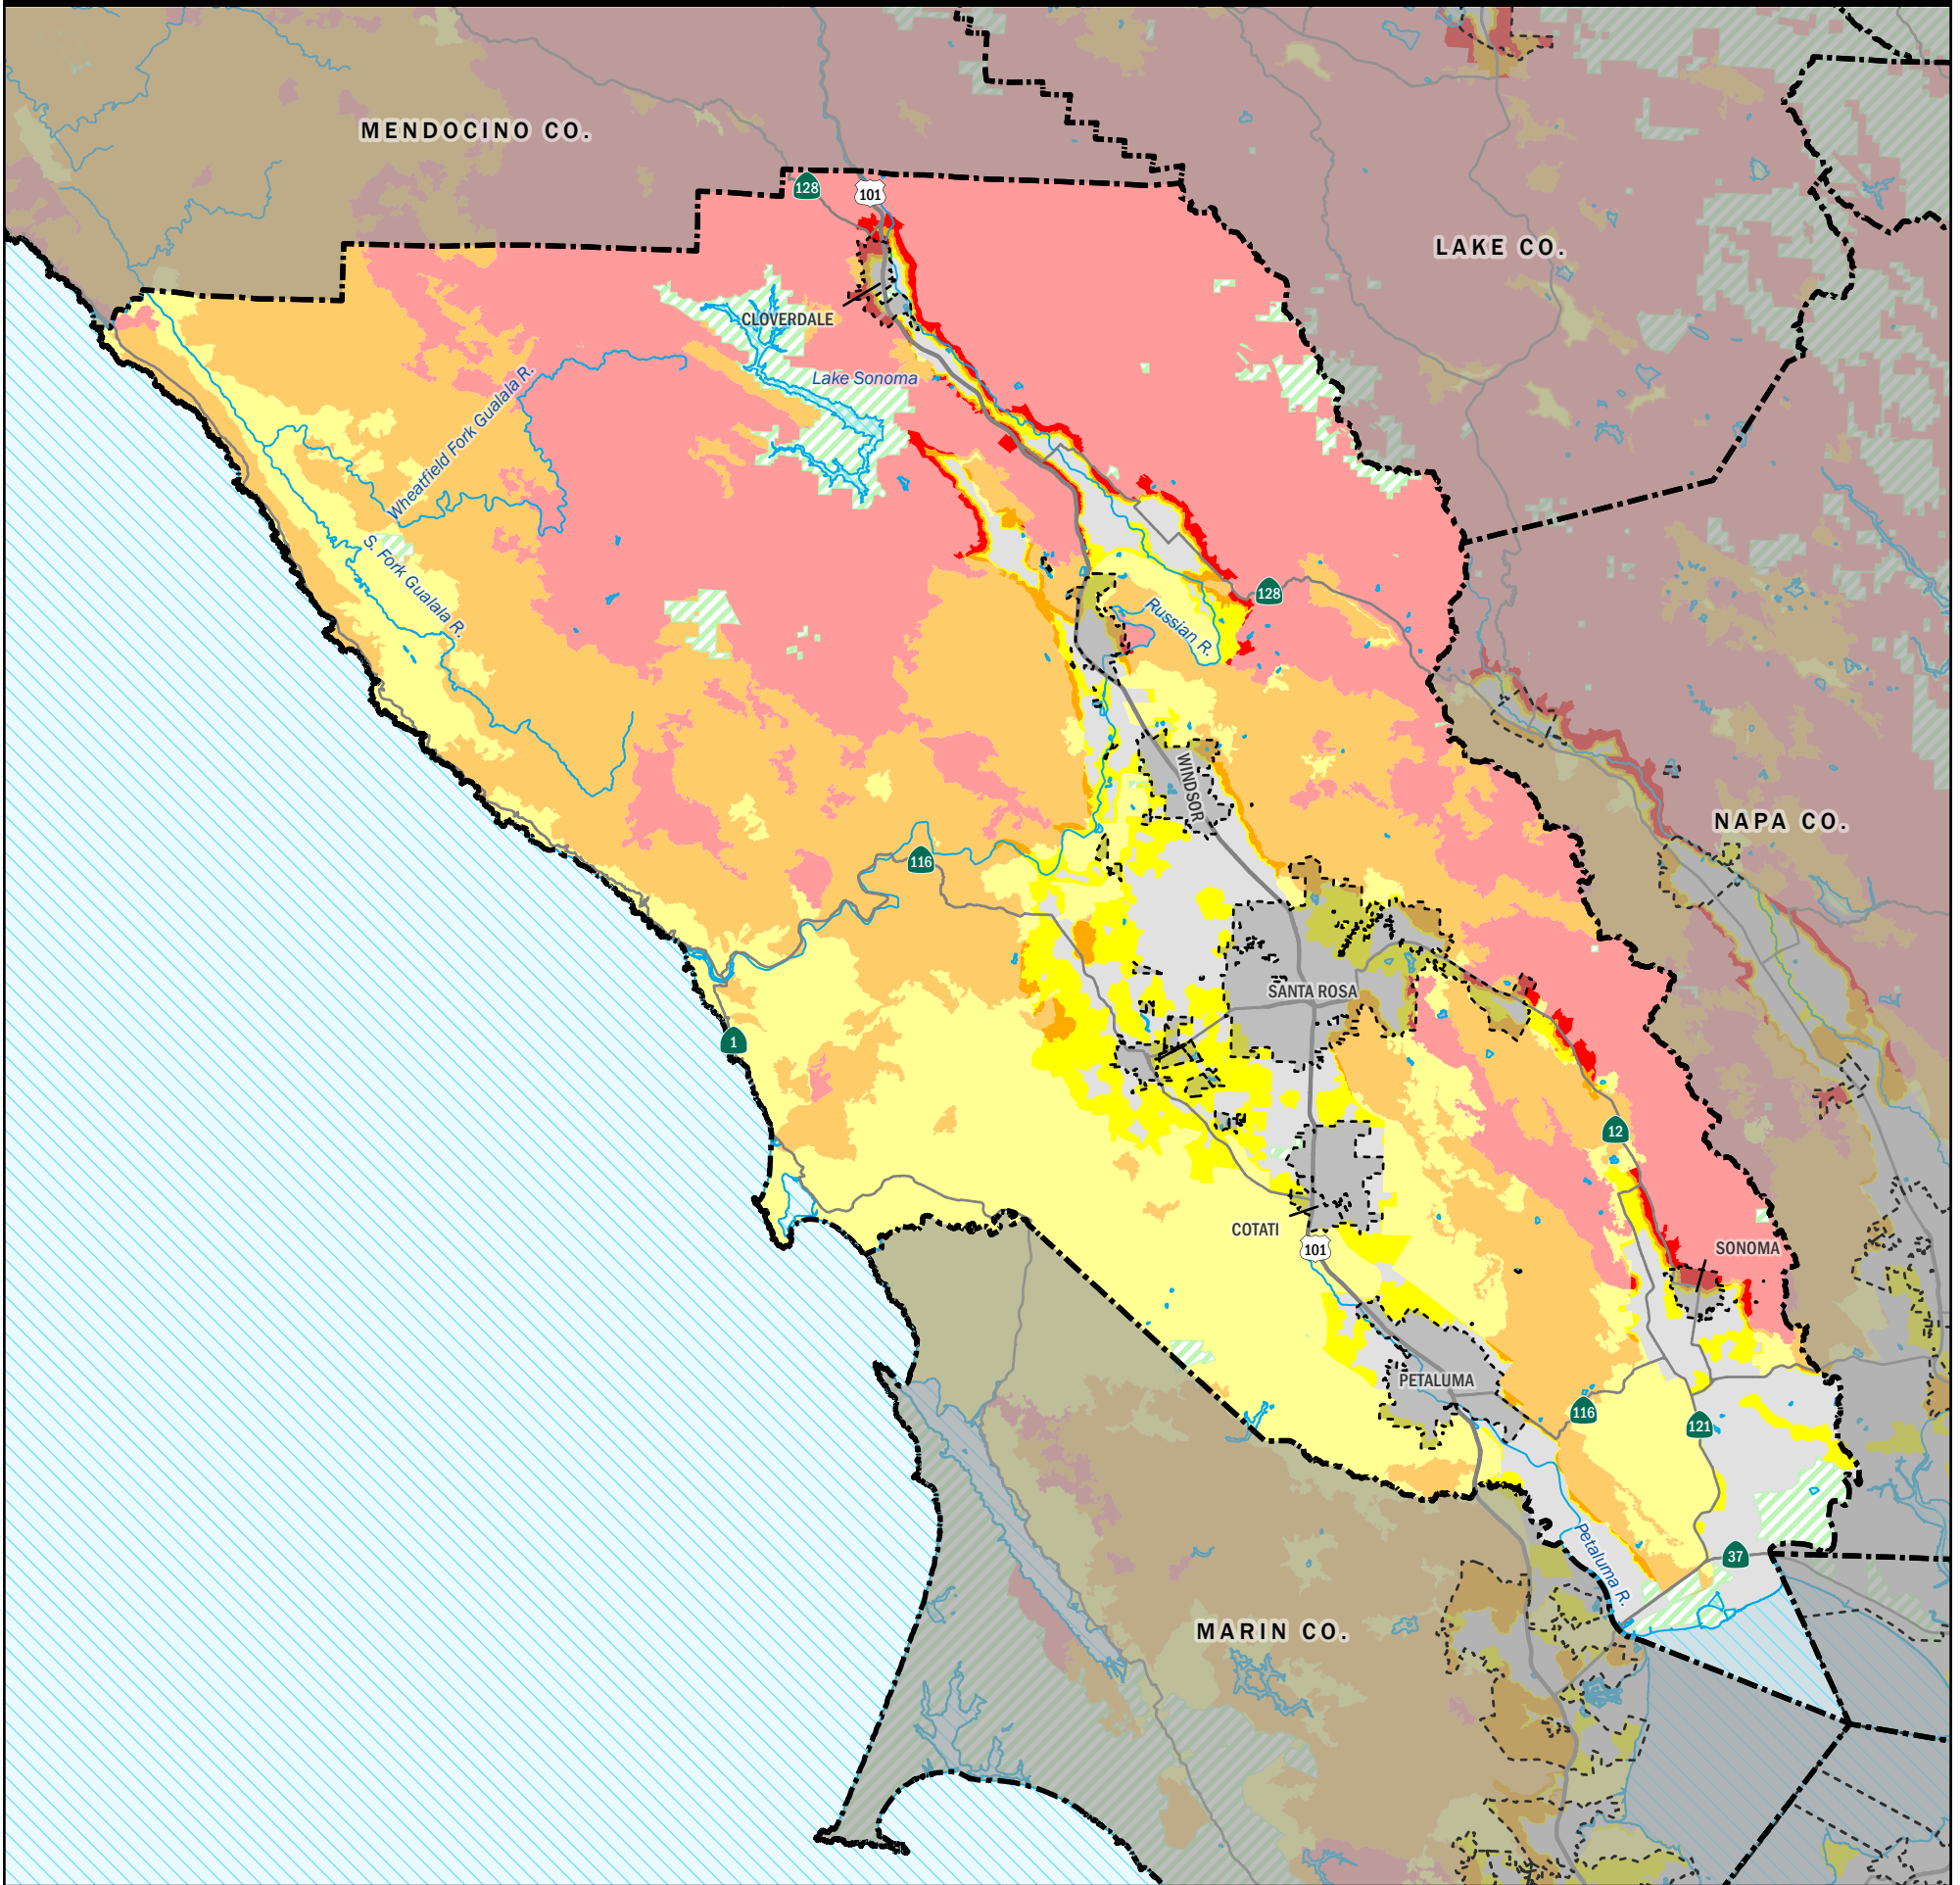 MENDOCINO CO.
128
101
LAKE CO.
CLOVERDALE
Lake Sonoma
Wheatfield Fork Gualala R.
S. Fork Gualala R.
128
Russian R.
WINDSOR
NAPA CO.
116
SANTA ROSA
1
12
COTATI
101
SONOMA
PETALUMA
116
121
Petaluma R.
37
MARIN CO.